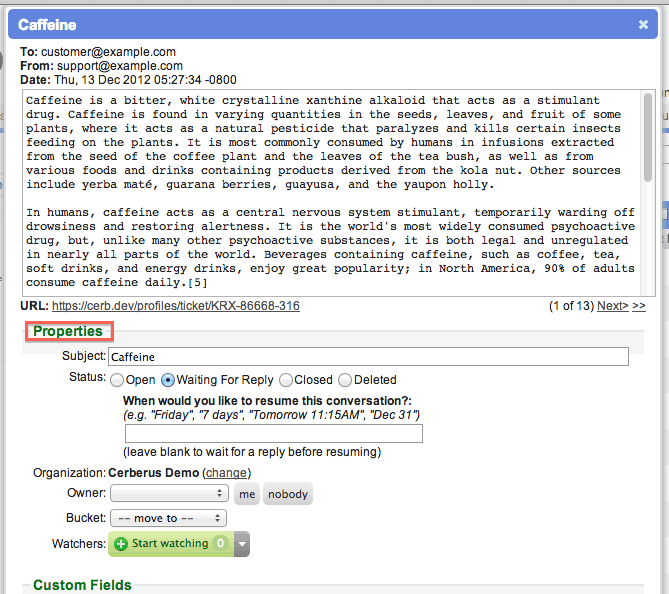 Caffeine
To: customer@example.com
From: support@example.com
Date: Thu, 13 Dec 2012 05:27:34 -0800
Caffeine is a bitter, white crystalline xanthine alkaloid that acts as a stimulant
drug. Caffeine is found in varying quantities in the seeds, leaves, and fruit of some
plants, where it acts as a natural pesticide that paralyzes and kills certain insects
feeding on the plants. It is most commonly consumed by humans in infusions extracted
from the seed of the coffee plant and the leaves of the tea bush, as well as from
various foods and drinks containing products derived from the kola nut. Other sources
include yerba maté, guarana berries, guayusa, and the yaupon holly.
In humans, caffeine acts as a central nervous system stimulant, temporarily warding off
drowsiness and restoring alertness. It is the world's most widely consumed psychoactive
drug, but, unlike many other psychoactive substances, it is both legal and unregulated
in nearly all parts of the world. Beverages containing caffeine, such as coffee, tea,
soft drinks, and energy drinks, enjoy great popularity; in North America, 90% of adults
consume caffeine daily.[5]
URL: https://cerb.dev/profiles/ticket/KRX-86668-316 (1 of 13) Next> >>
Properties
Subject: Caffeine
Status: Open Waiting For Reply Closed Deleted
When would you like to resume this conversation?:
(e.g. "Friday", "7 days", "Tomorrow 11:15AM", "Dec 31")
(leave blank to wait for a reply before resuming)
Organization: Cerberus Demo (change)
Owner: me nobody
Bucket: -- move to --
Watchers: Start watching 0
Custom Fields